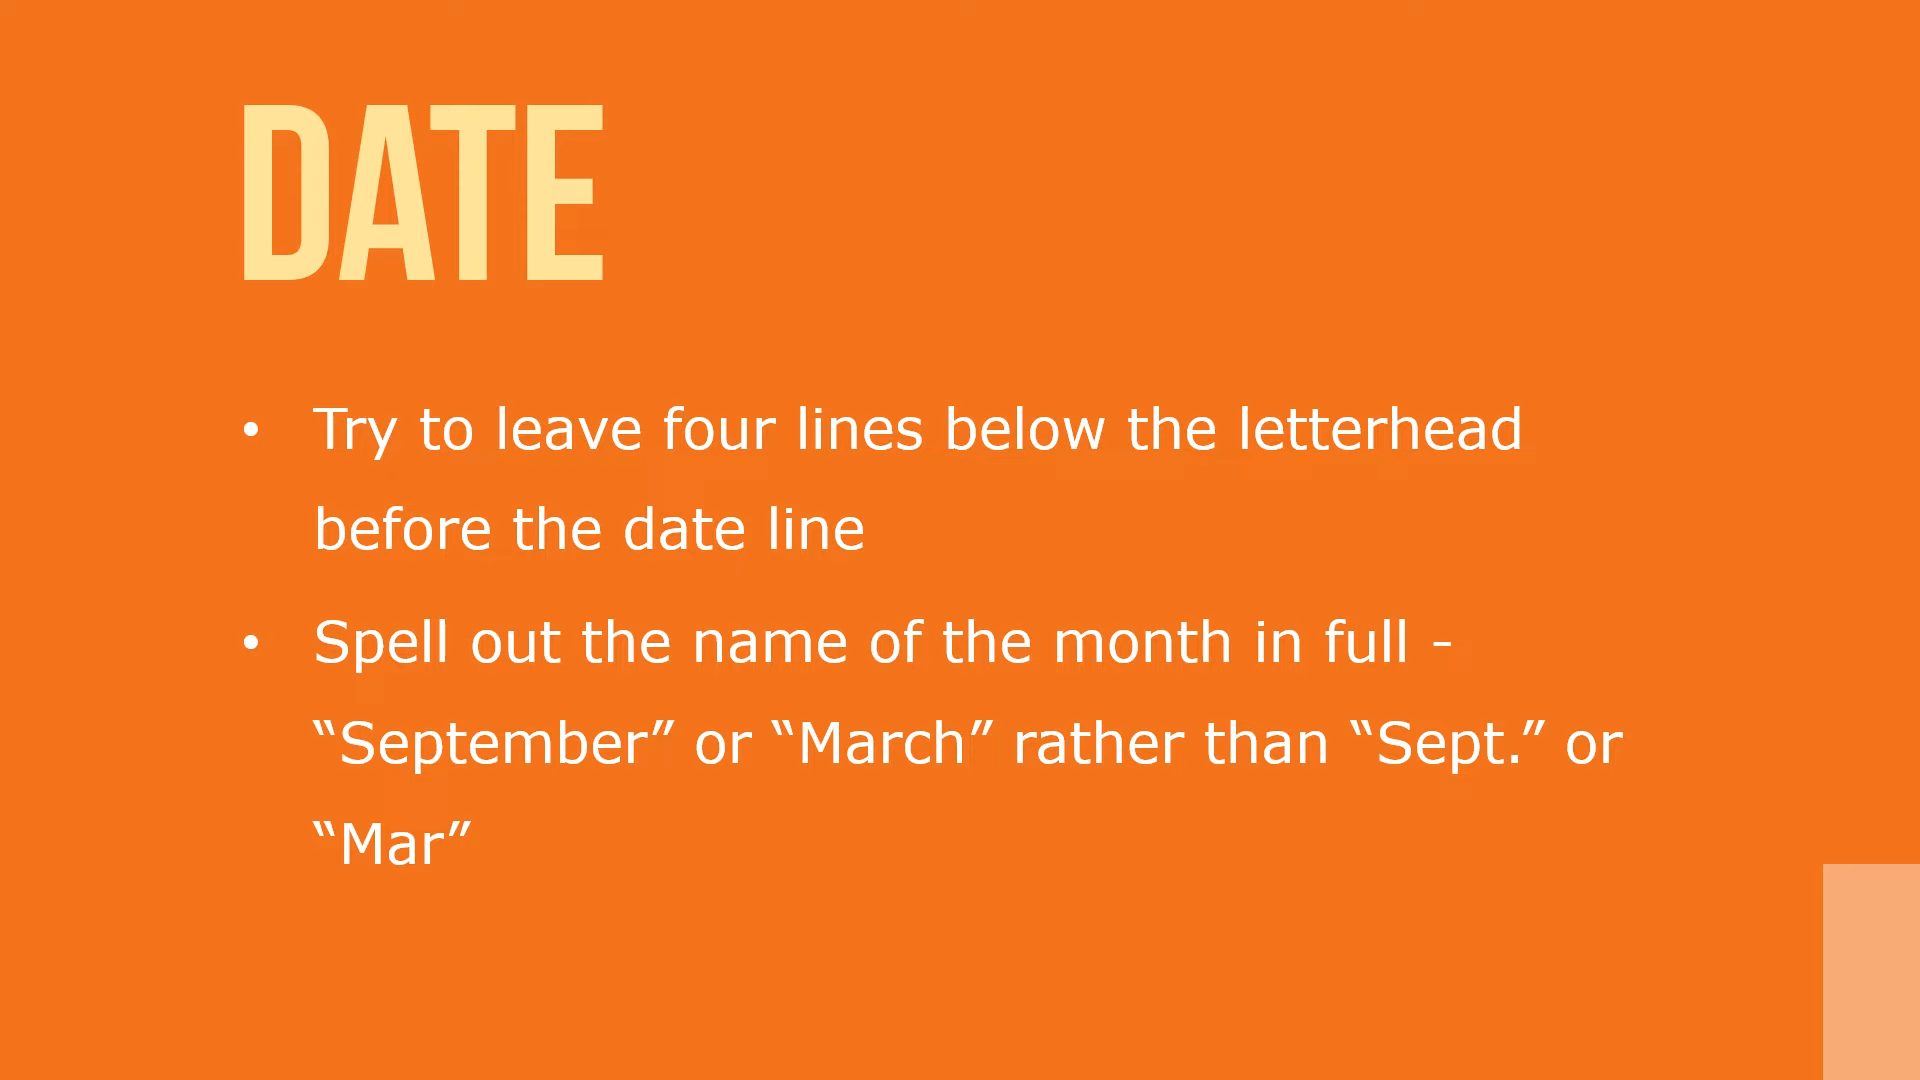 DATE
• Try to leave four lines below the letterhead
before the date line
• Spell out the name of the month in full -
“September” or “March” rather than “Sept.” or
“Mar”